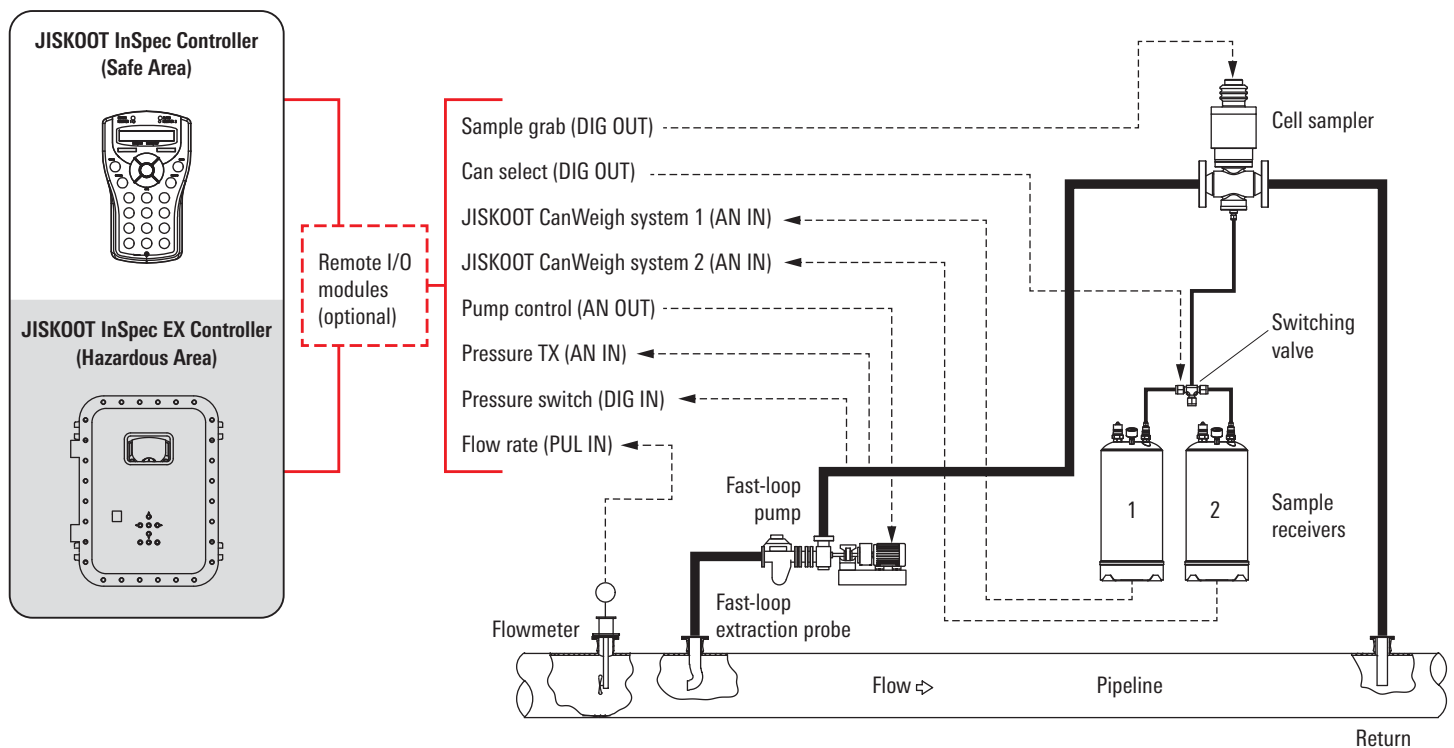 JISKOOT InSpec Controller
(Safe Area)
JISKOOT InSpec EX Controller
(Hazardous Area)
Remote I/O
modules
(optional)
Sample grab (DIG OUT)
Can select (DIG OUT)
JISKOOT CanWeigh system 1 (AN IN)
JISKOOT CanWeigh system 2 (AN IN)
Pump control (AN OUT)
Pressure TX (AN IN)
Pressure switch (DIG IN)
Flow rate (PUL IN)
Cell sampler
Switching
valve
1
2
Sample
receivers
Fast-loop
pump
Fast-loop
extraction probe
Flowmeter
Flow
Pipeline
Return